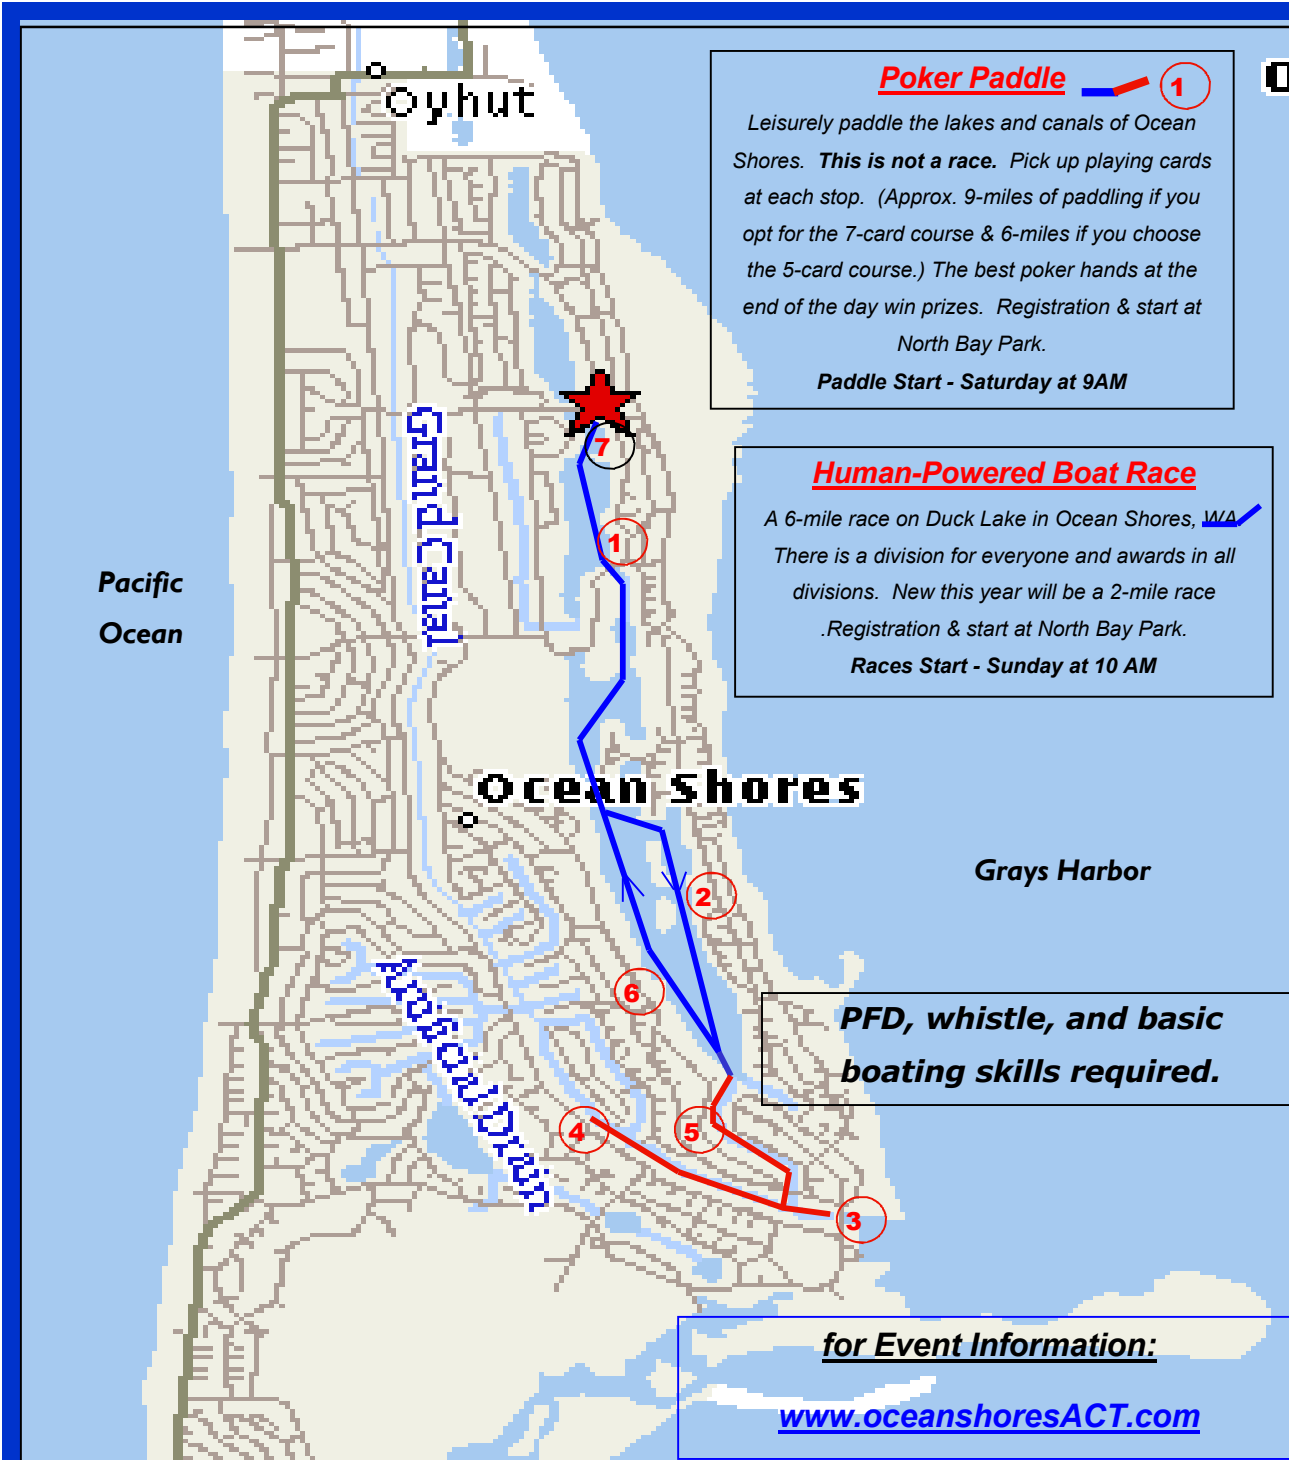 Oyhut
Poker Paddle 1
Leisurely paddle the lakes and canals of Ocean
Shores. This is not a race. Pick up playing cards
at each stop. (Approx. 9-miles of paddling if you
opt for the 7-card course & 6-miles if you choose
the 5-card course.) The best poker hands at the
end of the day win prizes. Registration & start at
North Bay Park.
Paddle Start - Saturday at 9AM
7
Human-Powered Boat Race
A 6-mile race on Duck Lake in Ocean Shores, WA
There is a division for everyone and awards in all
divisions. New this year will be a 2-mile race
.Registration & start at North Bay Park.
Races Start - Sunday at 10 AM
Grand Canal
1
Pacific
Ocean
Ocean Shores
Grays Harbor
2
6
PFD, whistle, and basic
boating skills required.
Artificial Drain
4
5
3
for Event Information:
www.oceanshoresACT.com